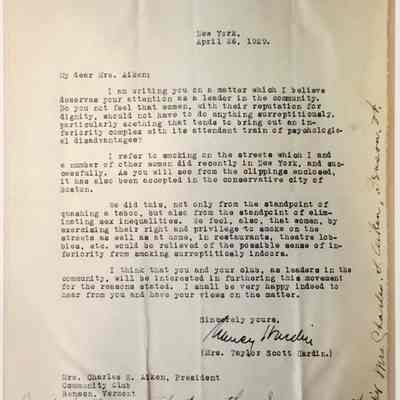 New York,
April 26, 1929.
My dear Mrs. Aiken:
I am writing you on a matter which I believe
deserves your attention as a leader in the community.
Do you not feel that women, with their reputation for
dignity, should not have to do anything surreptitiously,
particularly something that tends to bring out an in-
feriority complex with its attendant train of psychologic-
al disadvantages?
I refer to smoking on the streets which I and
a number of other women did recently in New York, and suc-
cessfully. As you will see from the clippings enclosed,
it has also been accepted in the conservative city of
Boston.
We did this, not only from the standpoint of
quashing a taboo, but also from the standpoint of elim-
inating sex inequalities. We feel, also, that women, by
exercising their right and privilege to smoke on the
streets as well as at home, in restaurants, theatre lob-
bies, etc. would be relieved of the possible sense of in-
feriority from smoking surreptitiously indoors.
I think that you and your club, as leaders in the
community, will be interested in furthering this movement
for the reasons stated. I shall be very happy indeed to
hear from you and have your views on the matter.
Sincerely yours,
Nancy Hardin
(Mrs. Taylor Scott Hardin.)
Mrs. Charles E. Aiken, President
Community Club
Benson, Vermont
Mrs Charles Aiken, Benson, Vt.